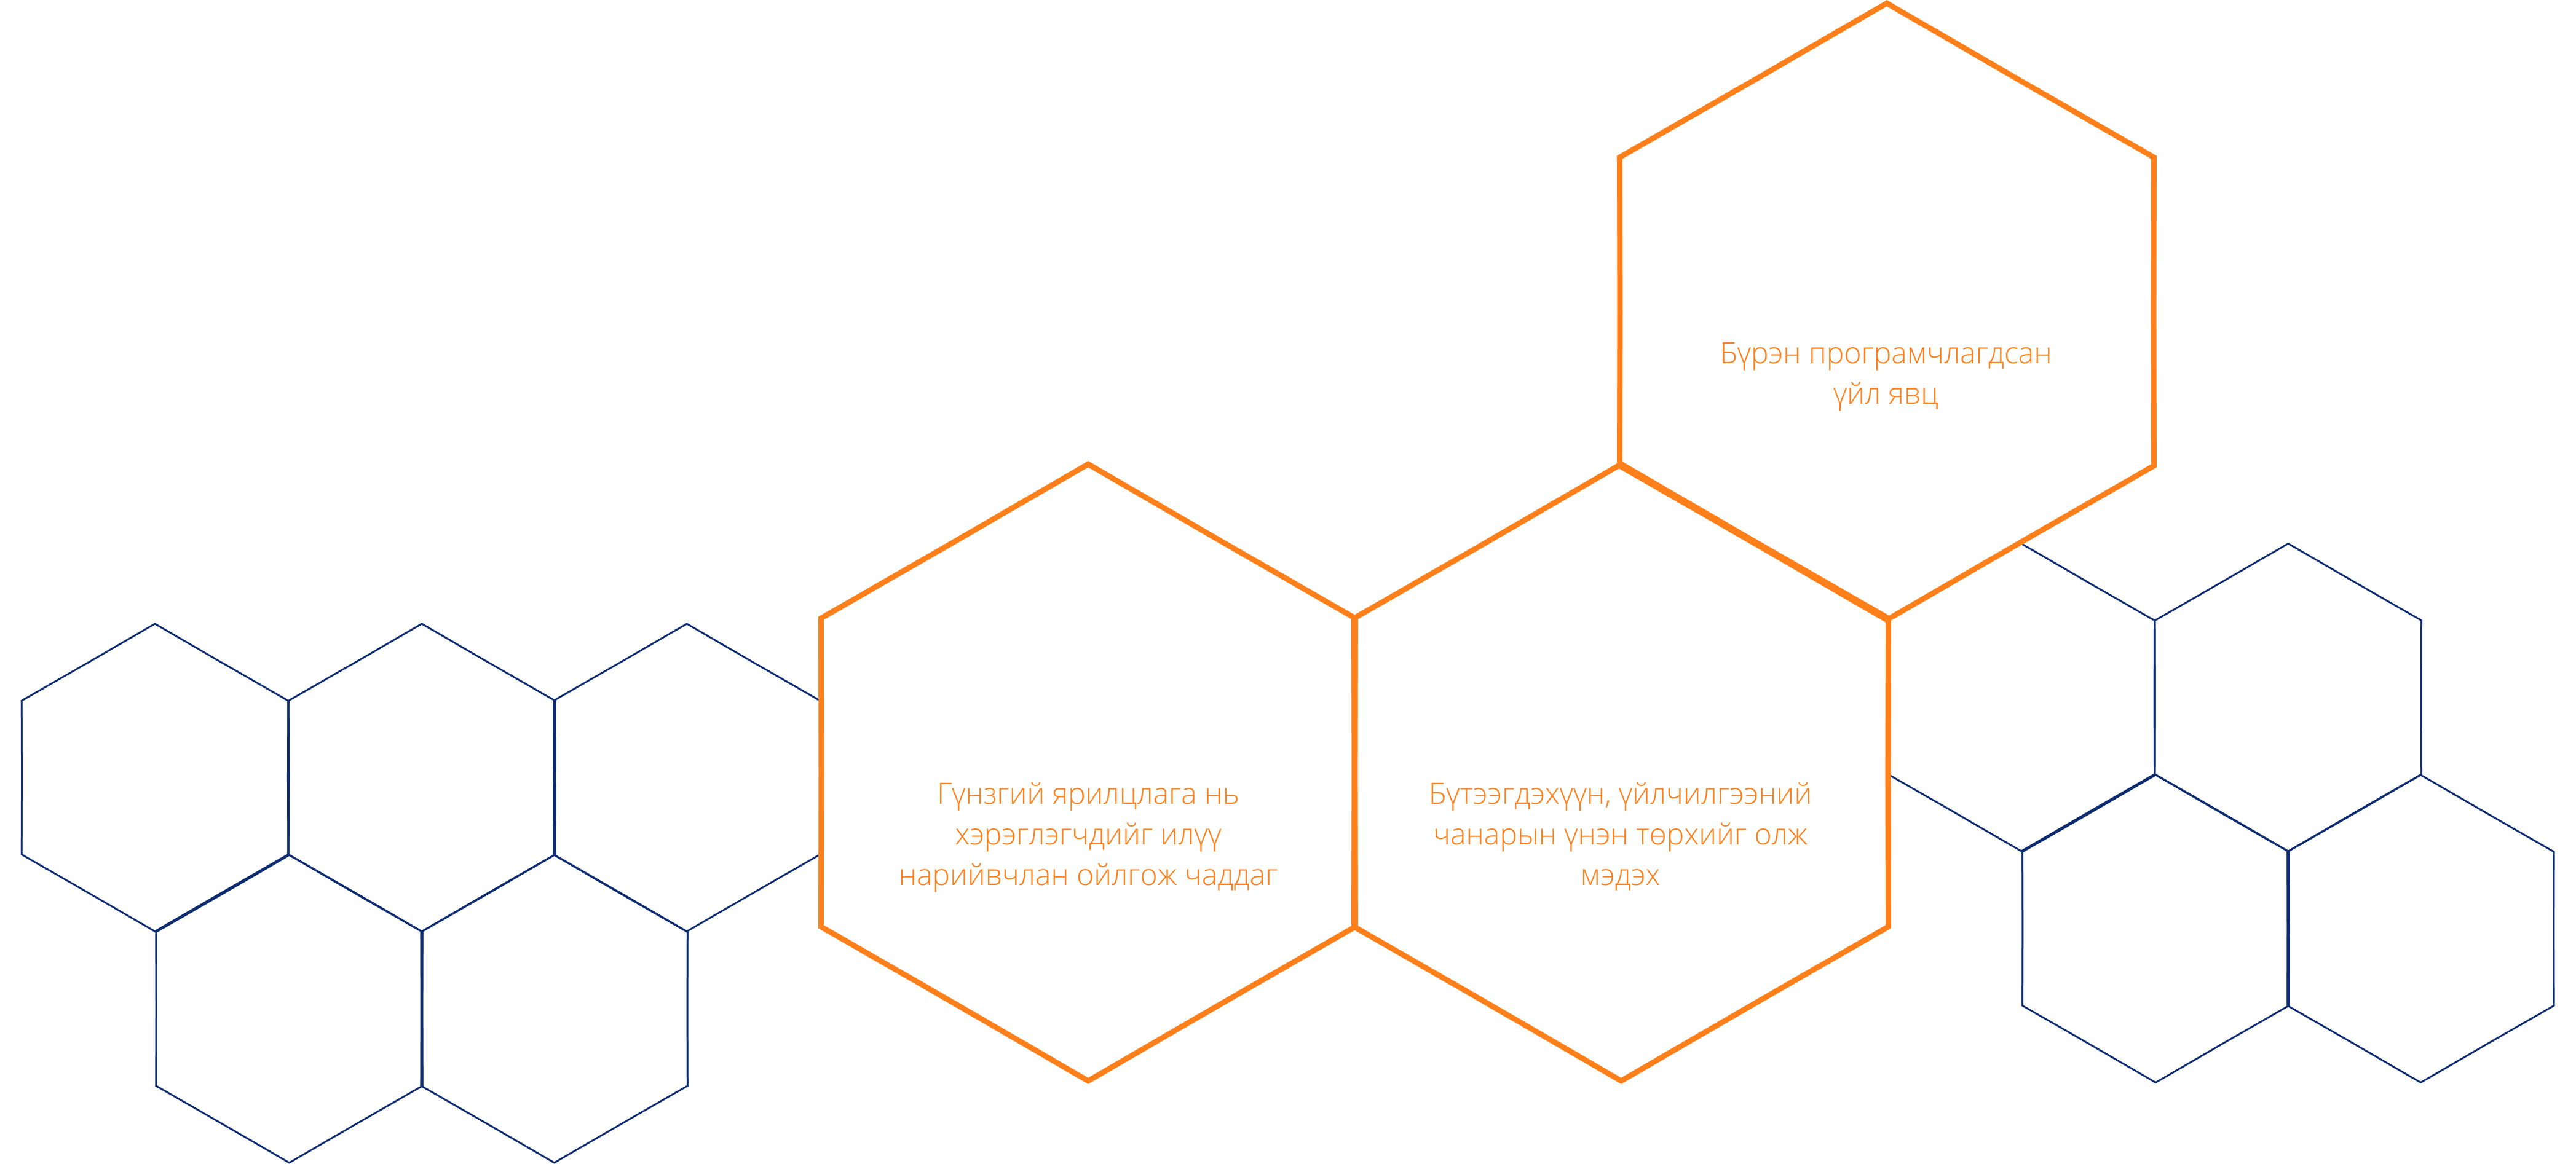 Бүрэн програмчлагдсан
үйл явц
Гүнзгий ярилцлага нь
хэрэглэгчдийг илүү
нарийвчлан ойлгож чаддаг
Бүтээгдэхүүн, үйлчилгээний
чанарын үнэн төрхийг олж
мэдэх